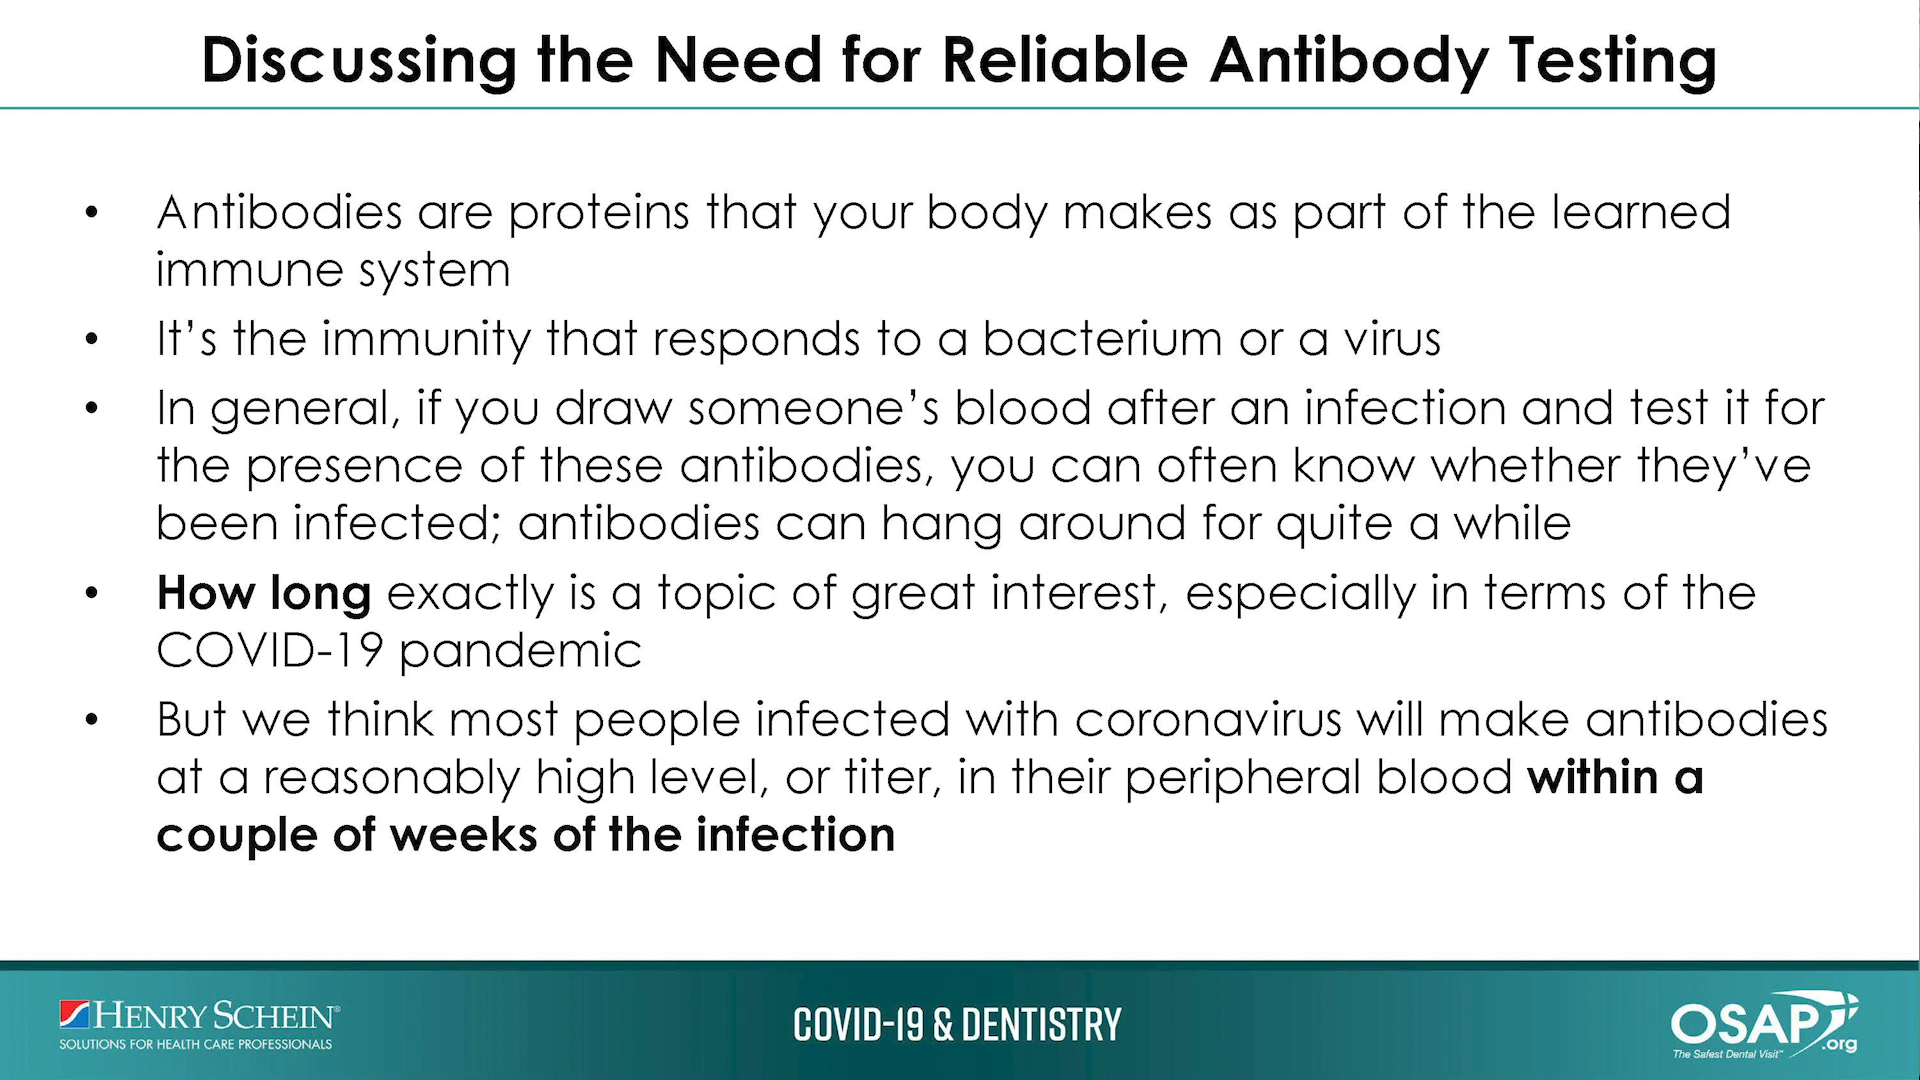 Discussing the Need for Reliable Antibody Testing
• Antibodies are proteins that your body makes as part of the learned
immune system
• It’s the immunity that responds to a bacterium or a virus
• In general, if you draw someone’s blood after an infection and test it for
the presence of these antibodies, you can often know whether they’ve
been infected; antibodies can hang around for quite a while
• How long exactly is a topic of great interest, especially in terms of the
COVID-19 pandemic
• But we think most people infected with coronavirus will make antibodies
at a reasonably high level, or titer, in their peripheral blood within a
couple of weeks of the infection
HENRY SCHEIN®
SOLUTIONS FOR HEALTH CARE PROFESSIONALS
COVID-19 & DENTISTRY
OSAP.org
The Safest Dental Visit™